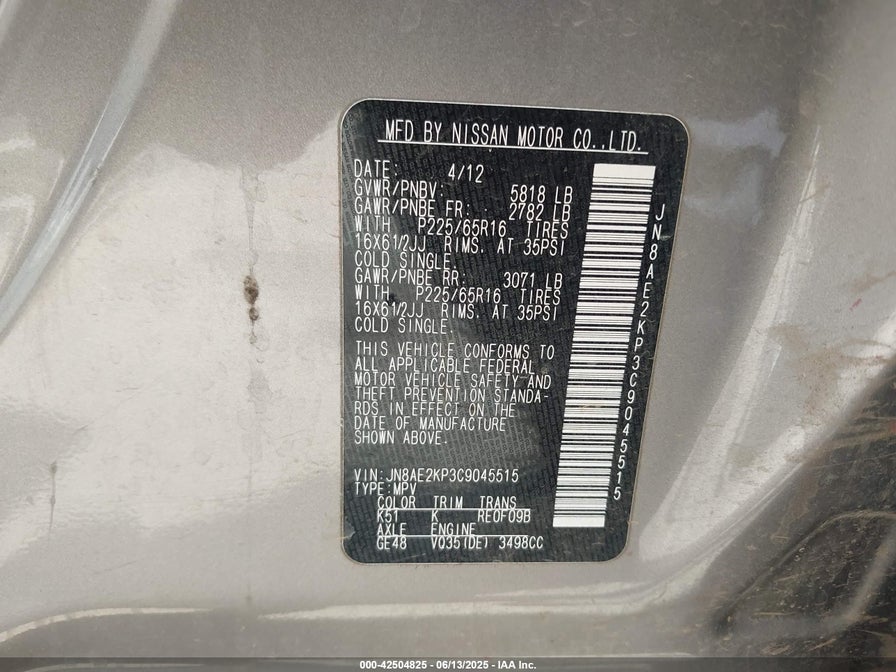 MFD BY NISSAN MOTOR CO.,LTD.
DATE: 4/12
GVWR/PNBV: 5818 LB
GAWR/PNBE FR: 2782 LB
WITH P225/65R16 TIRES
16X61/2JJ RIMS. AT 35PSI
COLD SINGLE.
GAWR/PNBE RR: 3071 LB
WITH P225/65R16 TIRES
16X61/2JJ RIMS. AT 35PSI
COLD SINGLE.
THIS VEHICLE CONFORMS TO
ALL APPLICABLE FEDERAL
MOTOR VEHICLE SAFETY AND
THEFT PREVENTION STANDA-
RDS IN EFFECT ON THE
DATE OF MANUFACTURE
SHOWN ABOVE.
VIN:JN8AE2KP3C9045515
TYPE:MPV
COLOR TRIM TRANS
K51 K RE0F09B
AXLE ENGINE
GE48 VQ35(DE) 3498CC
JN8AE2KP3C9045515
000-42504825 - 06/13/2025 - IAA Inc.